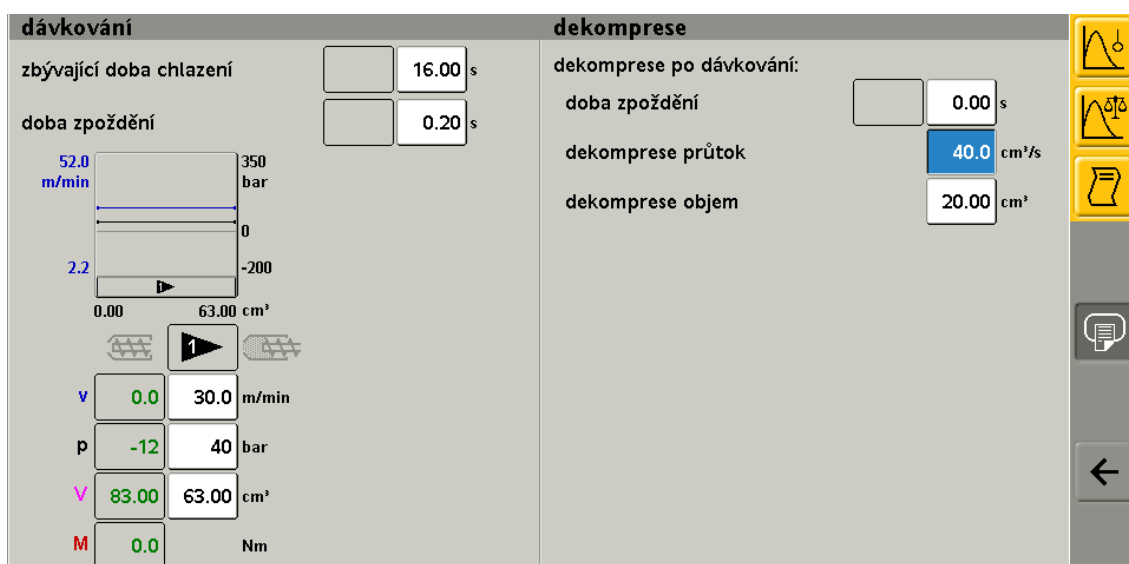 dávkování
zbývající doba chlazení 16.00 s
doba zpoždění 0.20 s
52.0 350
m/min bar
0
2.2 -200
1
0.00 63.00 cm³
1
v 0.0 30.0 m/min
p -12 40 bar
V 83.00 63.00 cm³
M 0.0 Nm
dekomprese
dekomprese po dávkování:
doba zpoždění 0.00 s
dekomprese průtok 40.0 cm³/s
dekomprese objem 20.00 cm³